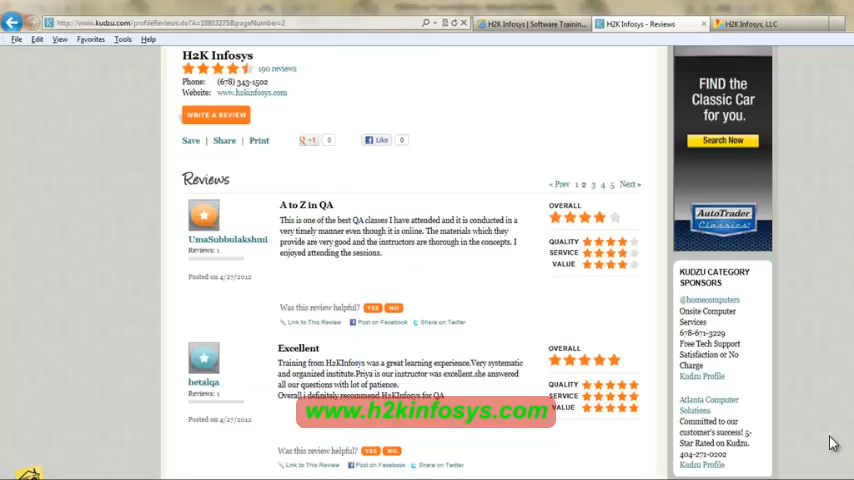 http://www.kudzu.com/profileReviews.do?A=18813275&pageNumber=2
H2K Infosys | Software Trainin...
H2K Infosys - Reviews
H2K Infosys, LLC
File Edit View Favorites Tools Help
H2K Infosys
190 reviews
Phone: (678) 343-1502
Website: www.h2kinfosys.com
WRITE A REVIEW
Save | Share | Print
+1 0
Like 0
Reviews
« Prev 1 2 3 4 5 Next »
A to Z in QA
This is one of the best QA classes I have attended and it is conducted in a
very timely manner even though it is online. The materials which they
provide are very good and the instructors are thorough in the concepts. I
enjoyed attending the sessions.
UmaSubbulakshmi
Reviews: 1
Posted on 4/27/2012
OVERALL
QUALITY
SERVICE
VALUE
Was this review helpful? YES NO
Link to This Review Post on Facebook Share on Twitter
Excellent
Training from H2KInfosys was a great learning experience.Very systematic
and organized institute.Priya is our instructor was excellent.she answered
all our questions with lot of patience.
Overall i definitely recommend H2KInfosys for QA
hetalqa
Reviews: 1
Posted on 4/27/2012
OVERALL
QUALITY
SERVICE
VALUE
www.h2kinfosys.com
Was this review helpful? YES NO
Link to This Review Post on Facebook Share on Twitter
FIND the
Classic Car
for you.
Search Now
AutoTrader
Classics
KUDZU CATEGORY
SPONSORS
@homecomputers
Onsite Computer
Services
678-671-3229
Free Tech Support
Satisfaction or No
Charge
Kudzu Profile
Atlanta Computer
Solutions
Committed to our
customer's success! 5-
Star Rated on Kudzu.
404-271-0202
Kudzu Profile